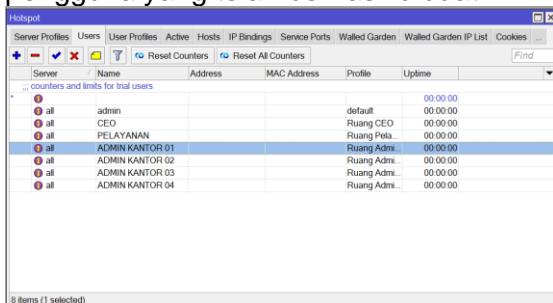 Hotspot
Server Profiles Users User Profiles Active Hosts IP Bindings Service Ports Walled Garden Walled Garden IP List Cookies ...
Reset Counters Reset All Counters Find
Server Name Address MAC Address Profile Uptime
;;; counters and limits for trial users
* 00:00:00
all admin default 00:00:00
all CEO Ruang CEO 00:00:00
all PELAYANAN Ruang Pela... 00:00:00
all ADMIN KANTOR 01 Ruang Admi... 00:00:00
all ADMIN KANTOR 02 Ruang Admi... 00:00:00
all ADMIN KANTOR 03 Ruang Admi... 00:00:00
all ADMIN KANTOR 04 Ruang Admi... 00:00:00
8 items (1 selected)